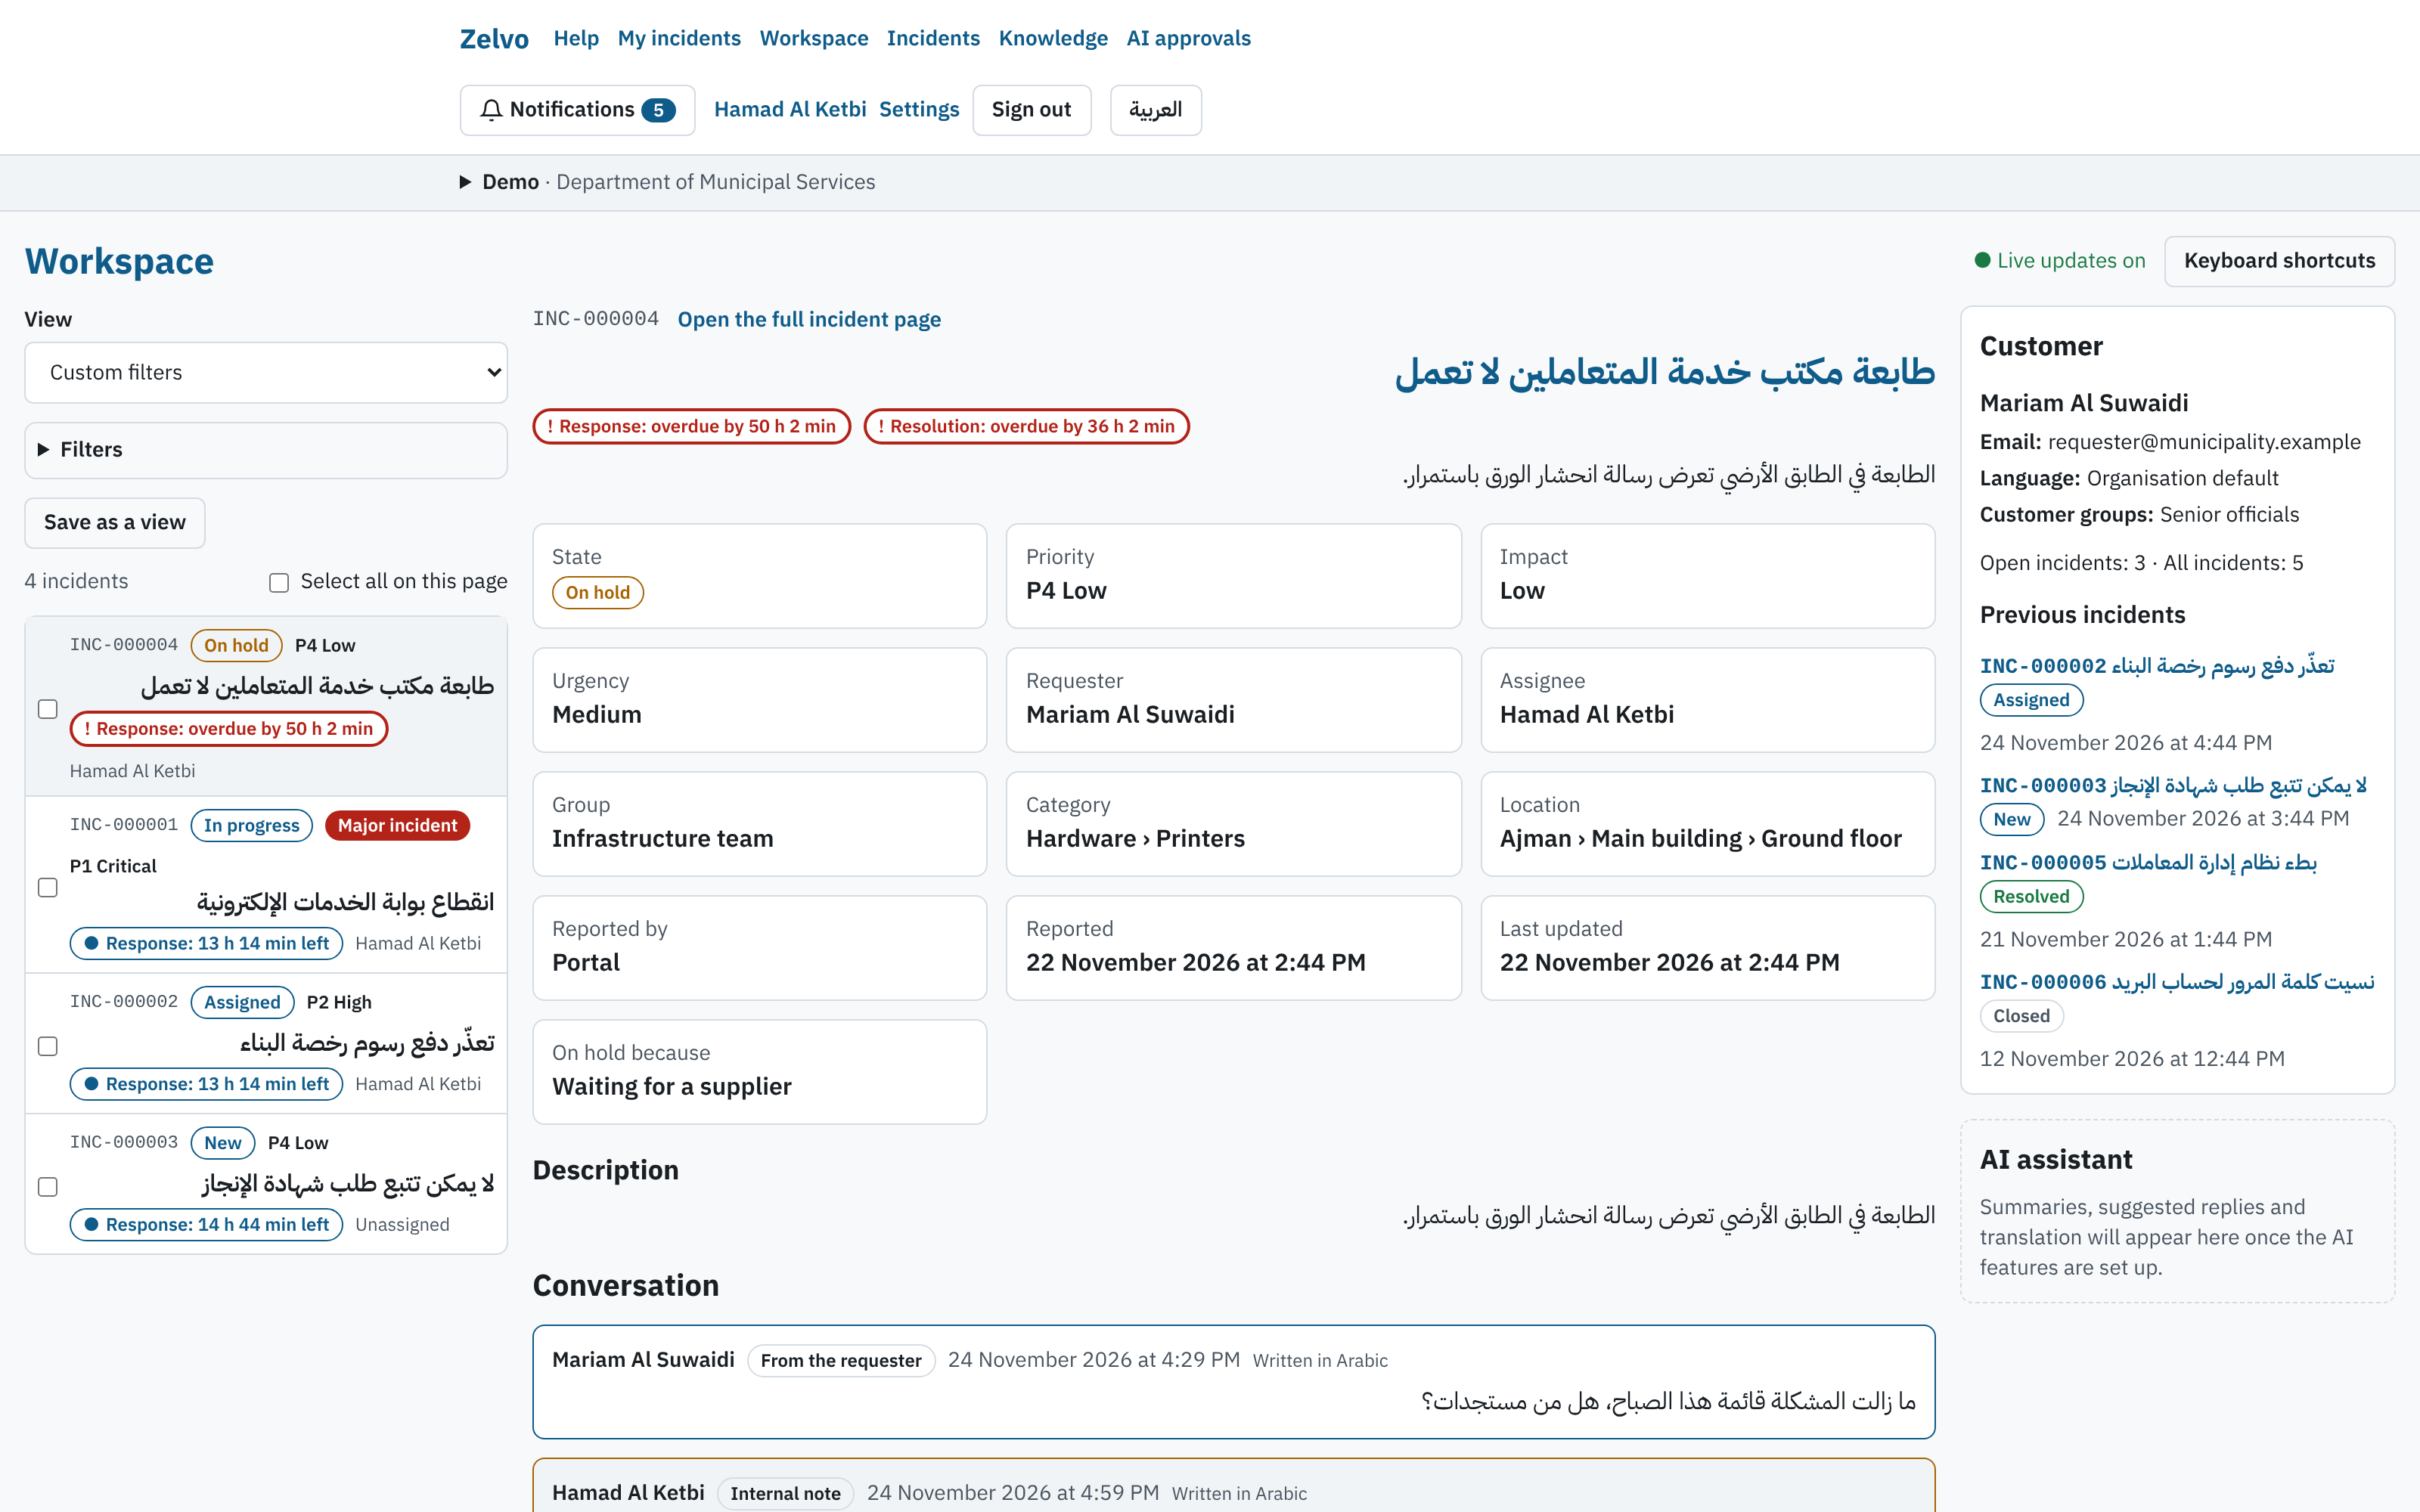 Zelvo Help My incidents Workspace Incidents Knowledge AI approvals
Notifications 5 Hamad Al Ketbi Settings Sign out العربية
Demo · Department of Municipal Services
Workspace
Live updates on Keyboard shortcuts
View
Custom filters
Filters
Save as a view
4 incidents Select all on this page
INC-000004 On hold P4 Low
طابعة مكتب خدمة المتعاملين لا تعمل
! Response: overdue by 50 h 2 min
Hamad Al Ketbi
INC-000001 In progress Major incident
P1 Critical
انقطاع بوابة الخدمات الإلكترونية
Response: 13 h 14 min left Hamad Al Ketbi
INC-000002 Assigned P2 High
تعذّر دفع رسوم رخصة البناء
Response: 13 h 14 min left Hamad Al Ketbi
INC-000003 New P4 Low
لا يمكن تتبع طلب شهادة الإنجاز
Response: 14 h 44 min left Unassigned
INC-000004 Open the full incident page
طابعة مكتب خدمة المتعاملين لا تعمل
! Response: overdue by 50 h 2 min ! Resolution: overdue by 36 h 2 min
الطابعة في الطابق الأرضي تعرض رسالة انحشار الورق باستمرار.
State
On hold
Priority
P4 Low
Impact
Low
Urgency
Medium
Requester
Mariam Al Suwaidi
Assignee
Hamad Al Ketbi
Group
Infrastructure team
Category
Hardware › Printers
Location
Ajman › Main building › Ground floor
Reported by
Portal
Reported
22 November 2026 at 2:44 PM
Last updated
22 November 2026 at 2:44 PM
On hold because
Waiting for a supplier
Description
الطابعة في الطابق الأرضي تعرض رسالة انحشار الورق باستمرار.
Conversation
Mariam Al Suwaidi From the requester 24 November 2026 at 4:29 PM Written in Arabic
ما زالت المشكلة قائمة هذا الصباح، هل من مستجدات؟
Hamad Al Ketbi Internal note 24 November 2026 at 4:59 PM Written in Arabic
Customer
Mariam Al Suwaidi
Email: requester@municipality.example
Language: Organisation default
Customer groups: Senior officials
Open incidents: 3 · All incidents: 5
Previous incidents
INC-000002 تعذّر دفع رسوم رخصة البناء
Assigned
24 November 2026 at 4:44 PM
INC-000003 لا يمكن تتبع طلب شهادة الإنجاز
New 24 November 2026 at 3:44 PM
INC-000005 بطء نظام إدارة المعاملات
Resolved
21 November 2026 at 1:44 PM
INC-000006 نسيت كلمة المرور لحساب البريد
Closed
12 November 2026 at 12:44 PM
AI assistant
Summaries, suggested replies and
translation will appear here once the AI
features are set up.